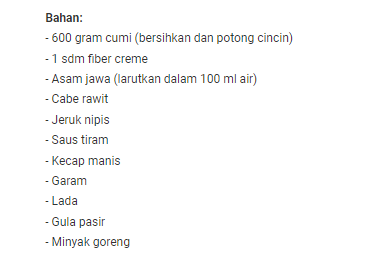 Bahan:
- 600 gram cumi (bersihkan dan potong cincin)
- 1 sdm fiber creme
- Asam jawa (larutkan dalam 100 ml air)
- Cabe rawit
- Jeruk nipis
- Saus tiram
- Kecap manis
- Garam
- Lada
- Gula pasir
- Minyak goreng